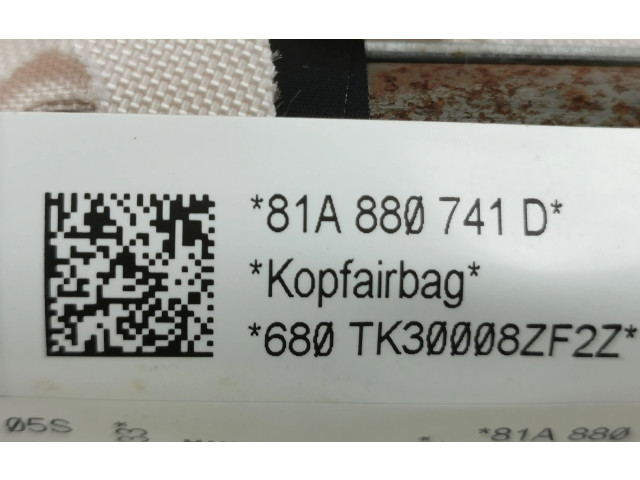 *81A 880 741 D*
*Kopfairbag*
*680 TK30008ZF2Z*
05S
*81A 880